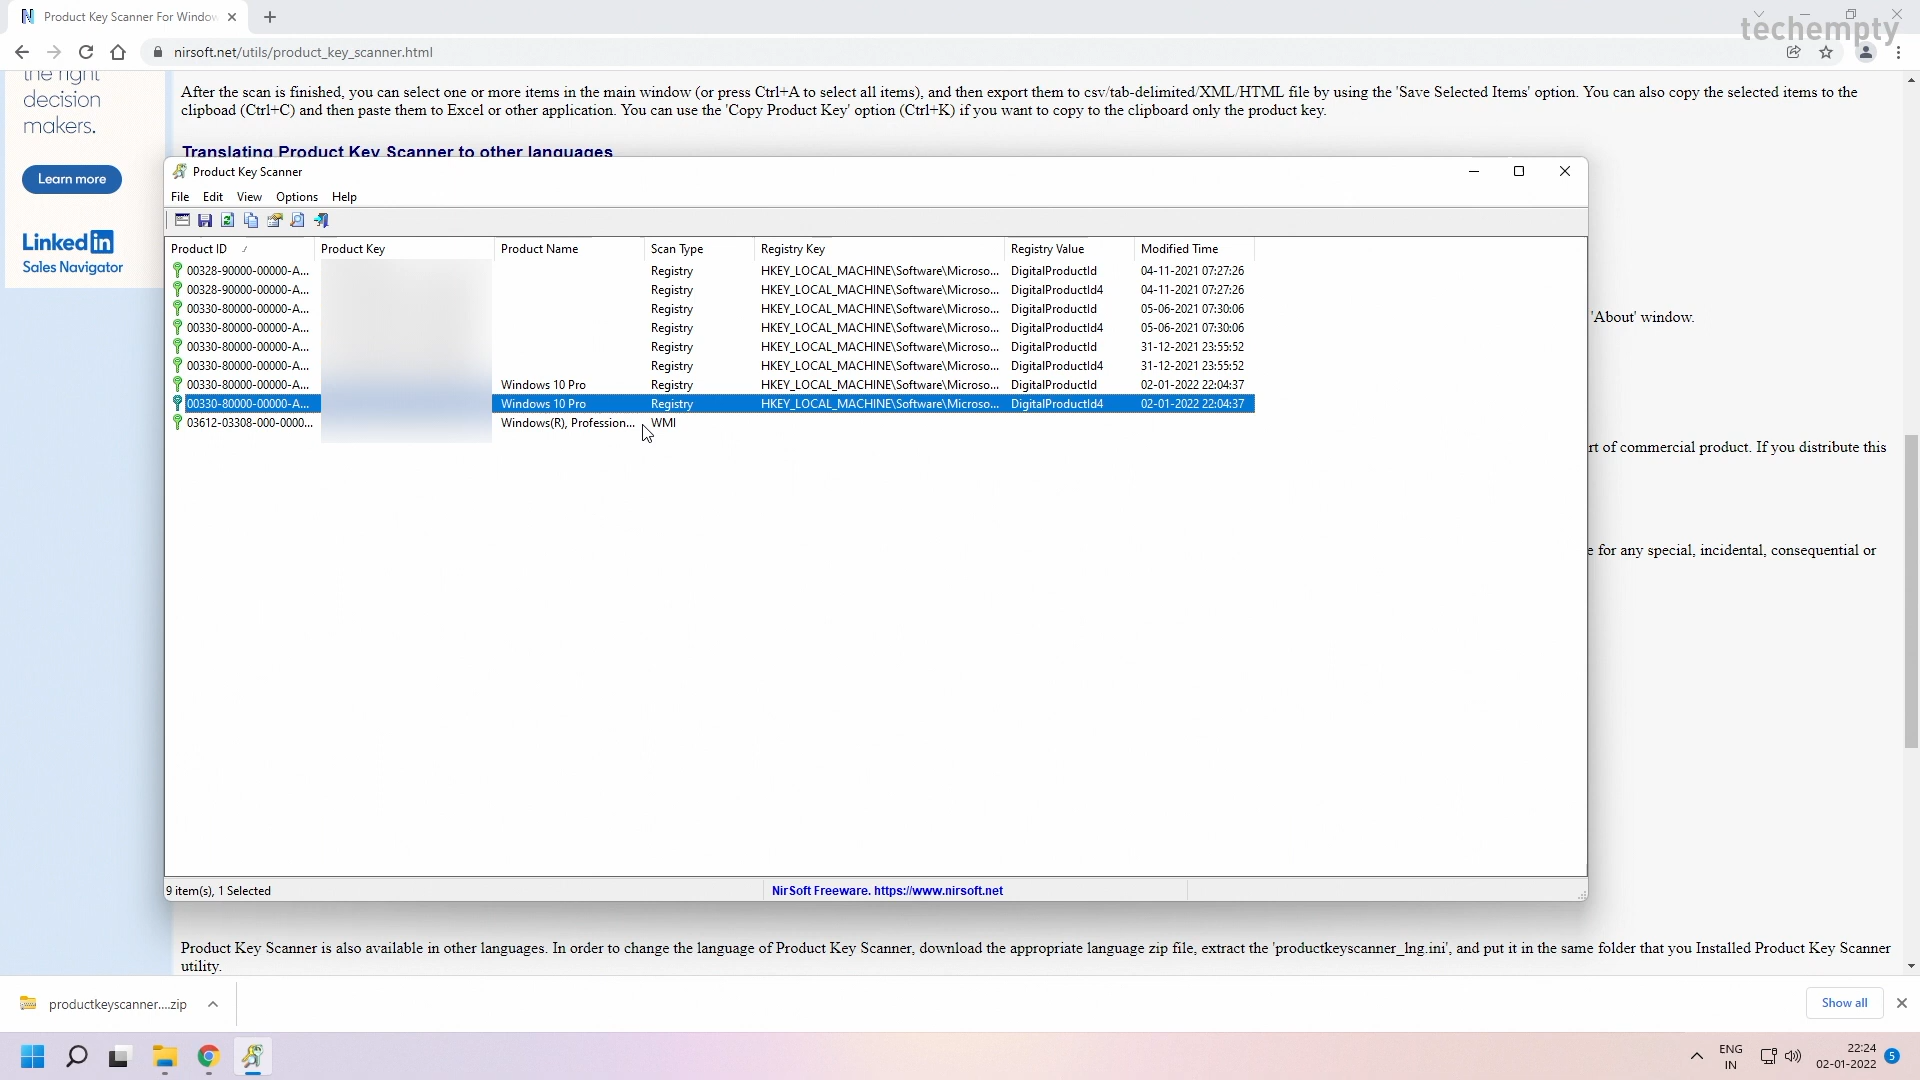 Product Key Scanner For Window
techempty
nirsoft.net/utils/product_key_scanner.html
the right
decision
makers.
Learn more
LinkedIn
Sales Navigator
After the scan is finished, you can select one or more items in the main window (or press Ctrl+A to select all items), and then export them to csv/tab-delimited/XML/HTML file by using the 'Save Selected Items' option. You can also copy the selected items to the
clipboad (Ctrl+C) and then paste them to Excel or other application. You can use the 'Copy Product Key' option (Ctrl+K) if you want to copy to the clipboard only the product key.
Translating Product Key Scanner to other languages
Product Key Scanner
File Edit View Options Help
Product ID Product Key Product Name Scan Type Registry Key Registry Value Modified Time
00328-90000-00000-A... Registry HKEY_LOCAL_MACHINE\Software\Microso... DigitalProductId 04-11-2021 07:27:26
00328-90000-00000-A... Registry HKEY_LOCAL_MACHINE\Software\Microso... DigitalProductId4 04-11-2021 07:27:26
00330-80000-00000-A... Registry HKEY_LOCAL_MACHINE\Software\Microso... DigitalProductId 05-06-2021 07:30:06
00330-80000-00000-A... Registry HKEY_LOCAL_MACHINE\Software\Microso... DigitalProductId4 05-06-2021 07:30:06
00330-80000-00000-A... Registry HKEY_LOCAL_MACHINE\Software\Microso... DigitalProductId 31-12-2021 23:55:52
00330-80000-00000-A... Registry HKEY_LOCAL_MACHINE\Software\Microso... DigitalProductId4 31-12-2021 23:55:52
00330-80000-00000-A... Windows 10 Pro Registry HKEY_LOCAL_MACHINE\Software\Microso... DigitalProductId 02-01-2022 22:04:37
00330-80000-00000-A... Windows 10 Pro Registry HKEY_LOCAL_MACHINE\Software\Microso... DigitalProductId4 02-01-2022 22:04:37
03612-03308-000-0000... Windows(R), Profession... WMI
'About' window.
rt of commercial product. If you distribute this
e for any special, incidental, consequential or
9 item(s), 1 Selected
NirSoft Freeware. https://www.nirsoft.net
Product Key Scanner is also available in other languages. In order to change the language of Product Key Scanner, download the appropriate language zip file, extract the 'productkeyscanner_lng.ini', and put it in the same folder that you Installed Product Key Scanner
utility.
productkeyscanner....zip
Show all
ENG
IN
22:24
02-01-2022
5